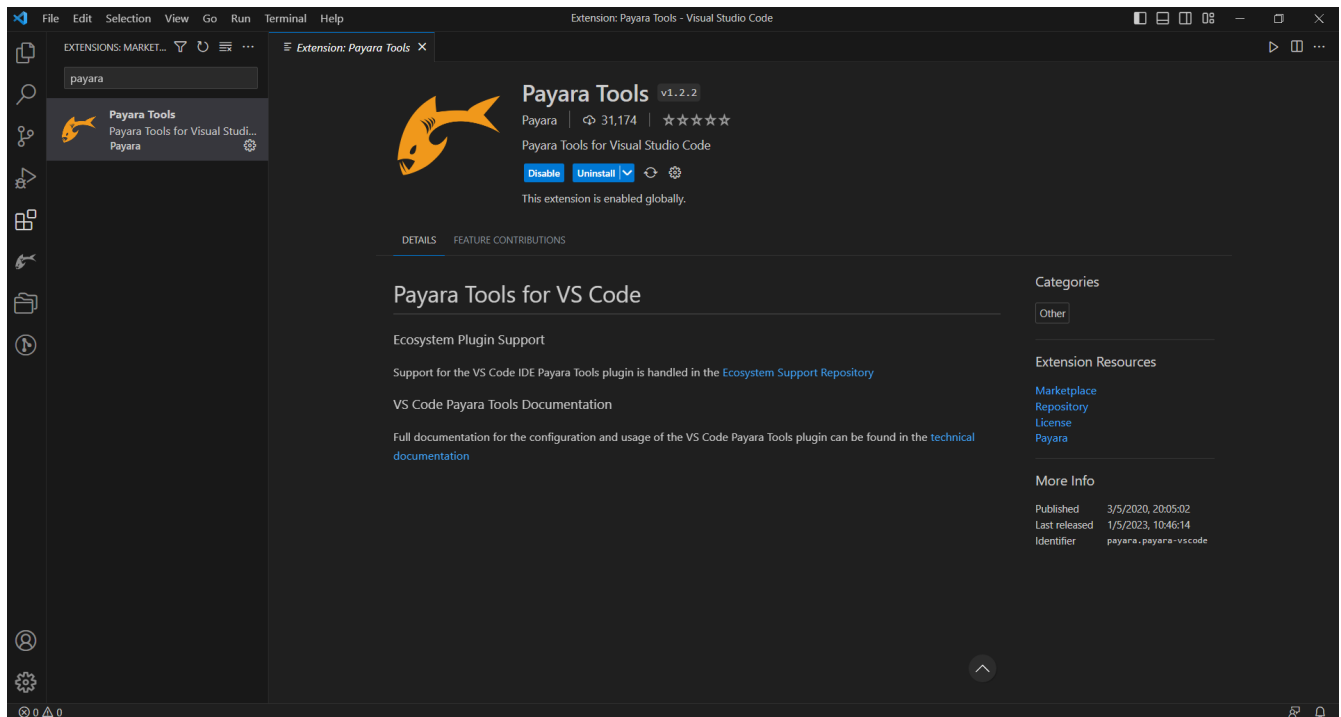 File Edit Selection View Go Run Terminal Help
Extension: Payara Tools - Visual Studio Code
EXTENSIONS: MARKET...
Extension: Payara Tools
payara
Payara Tools
Payara Tools for Visual Studi...
Payara
Payara Tools v1.2.2
Payara 31,174
Payara Tools for Visual Studio Code
Disable Uninstall
This extension is enabled globally.
DETAILS FEATURE CONTRIBUTIONS
Payara Tools for VS Code
Ecosystem Plugin Support
Support for the VS Code IDE Payara Tools plugin is handled in the Ecosystem Support Repository
VS Code Payara Tools Documentation
Full documentation for the configuration and usage of the VS Code Payara Tools plugin can be found in the technical
documentation
Categories
Other
Extension Resources
Marketplace
Repository
License
Payara
More Info
Published 3/5/2020, 20:05:02
Last released 1/5/2023, 10:46:14
Identifier payara.payara-vscode
0 0